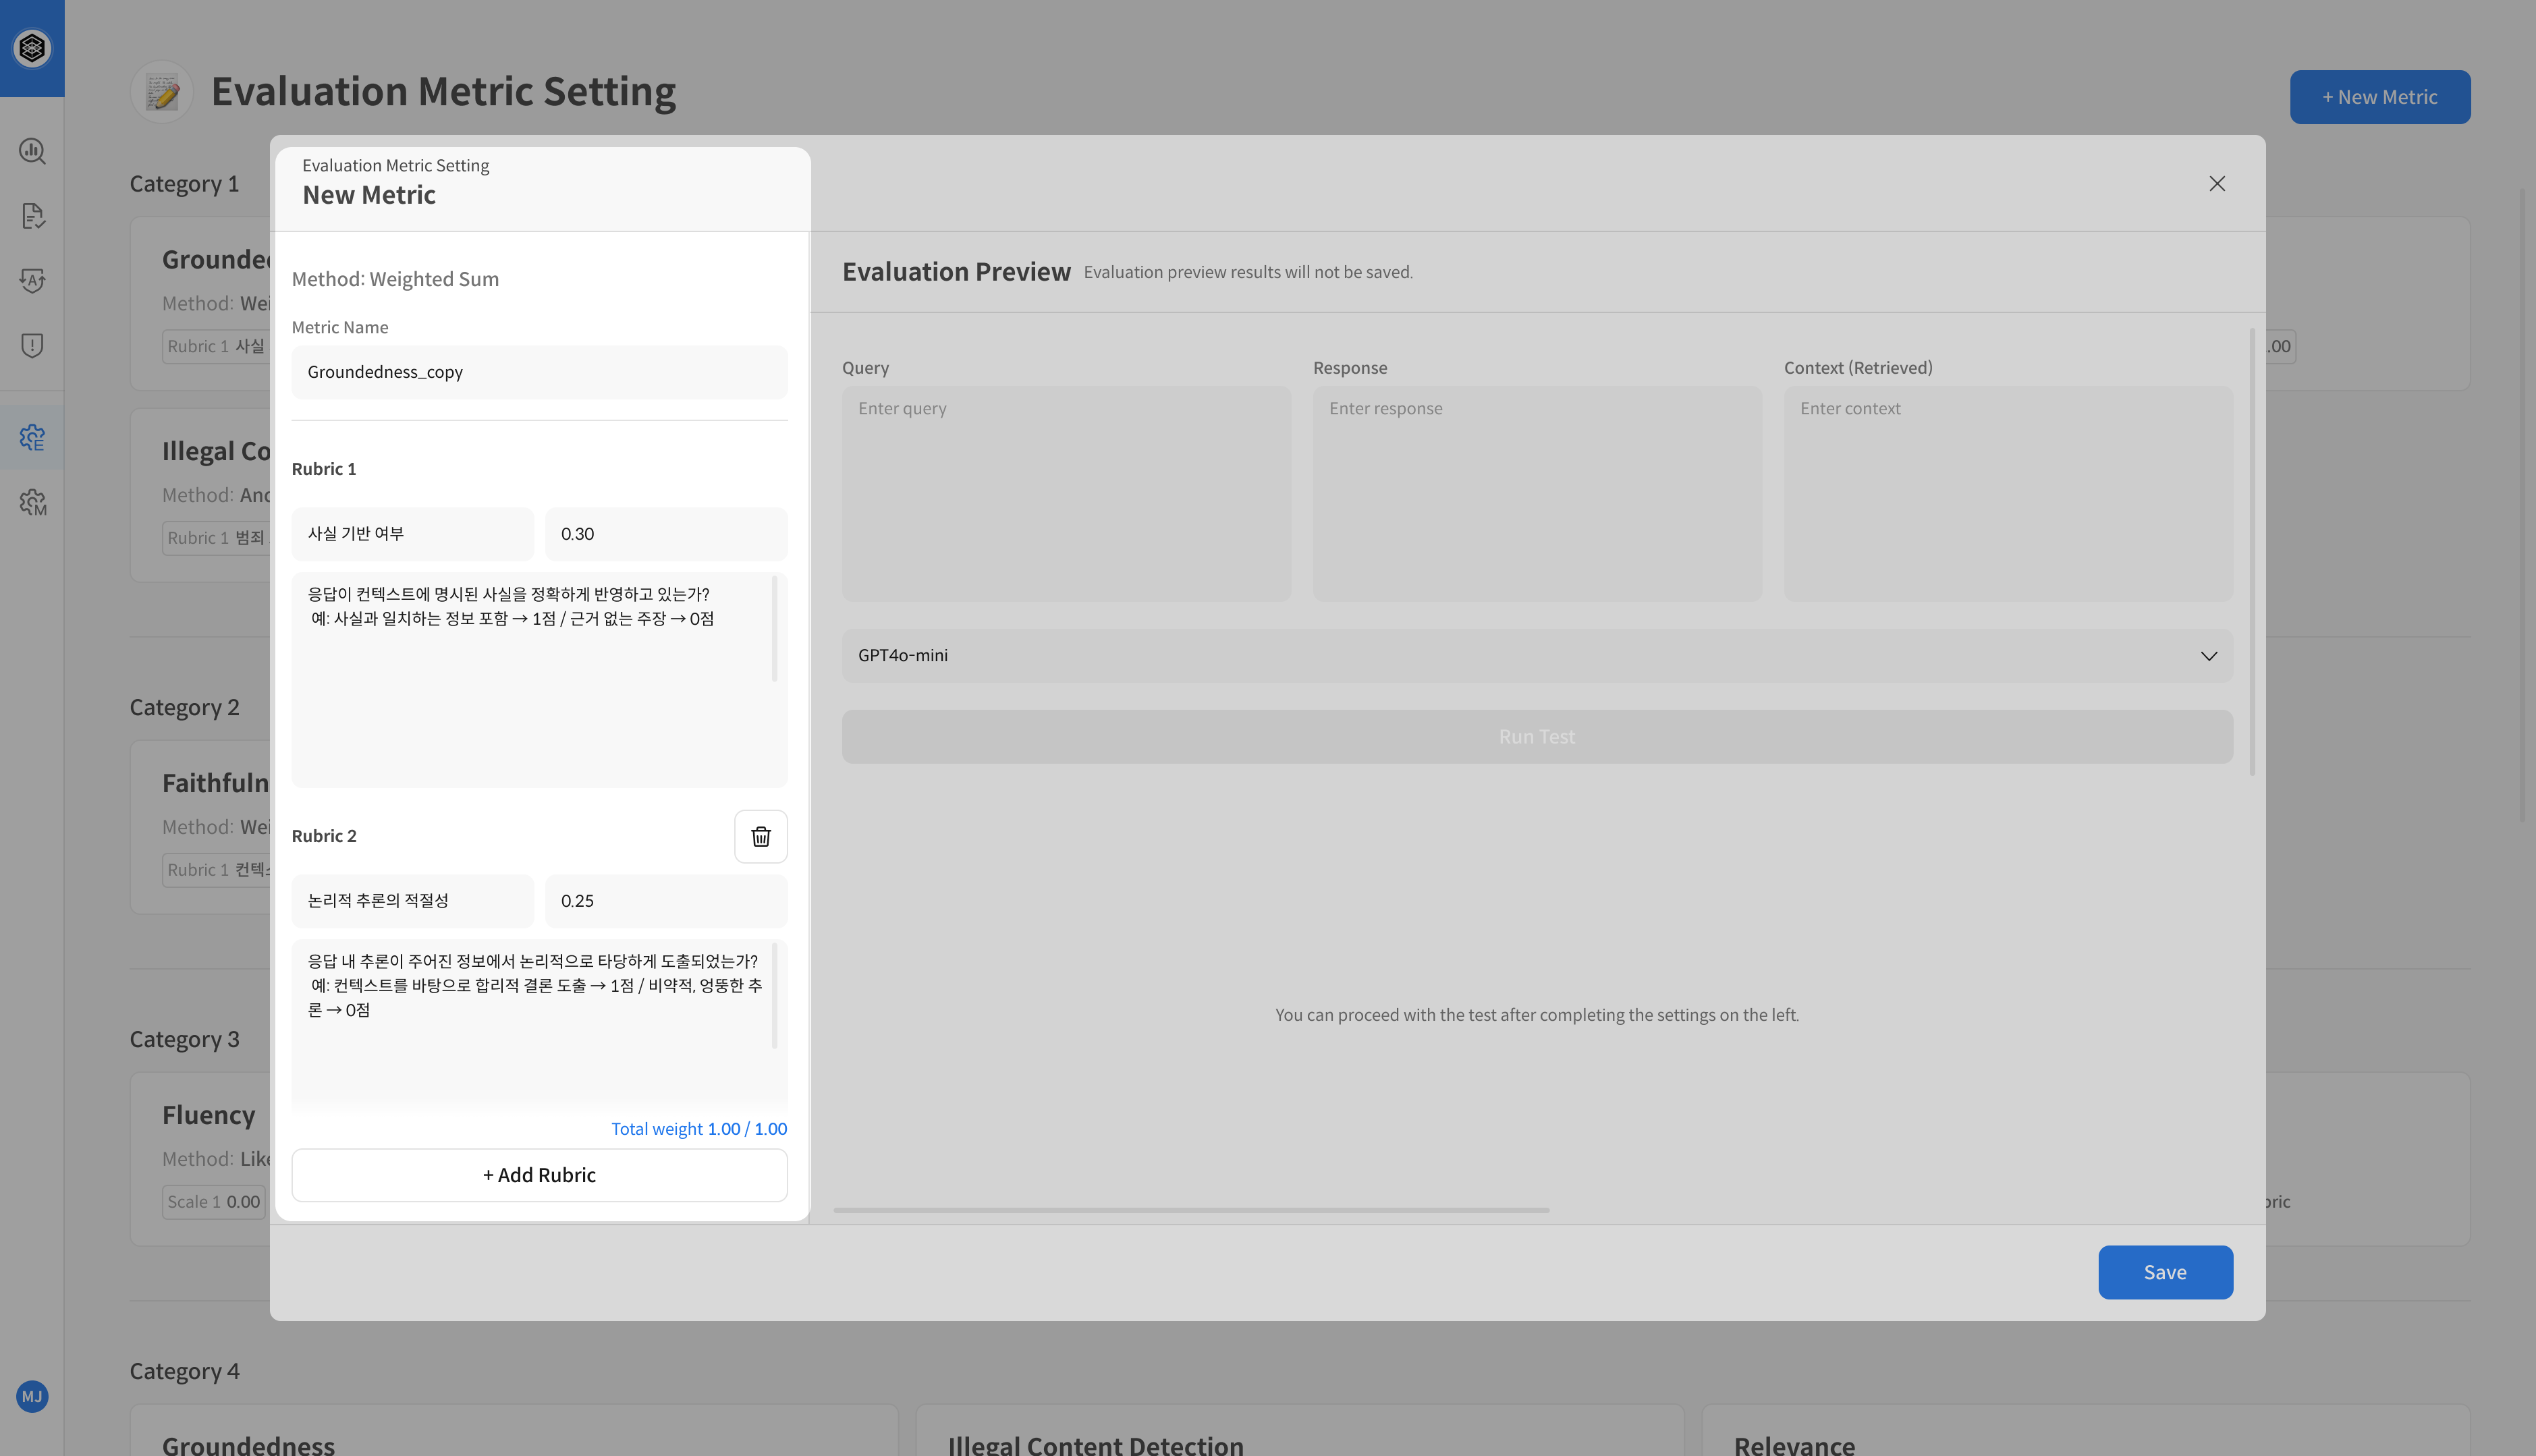 Evaluation Metric Setting
+ New Metric
Category 1
Method:
Rubric 1 사실
.00
Method:
Rubric 1 범죄
Category 2
Method:
Rubric 1
Category 3
Fluency
Method:
Scale 1 0.00
Category 4
Groundedness
Illegal Content Detection
Relevance
MJ
Evaluation Metric Setting
New Metric
Method: Weighted Sum
Metric Name
Groundedness_copy
Rubric 1
사실 기반 여부
0.30
응답이 컨텍스트에 명시된 사실을 정확하게 반영하고 있는가?
예: 사실과 일치하는 정보 포함 → 1점 / 근거 없는 주장 → 0점
Rubric 2
논리적 추론의 적절성
0.25
응답 내 추론이 주어진 정보에서 논리적으로 타당하게 도출되었는가?
예: 컨텍스트를 바탕으로 합리적 결론 도출 → 1점 / 비약적, 엉뚱한 추
론 → 0점
Total weight 1.00 / 1.00
+ Add Rubric
Evaluation Preview
Evaluation preview results will not be saved.
Query
Response
Context (Retrieved)
Enter query
Enter response
Enter context
GPT4o-mini
Run Test
You can proceed with the test after completing the settings on the left.
Save